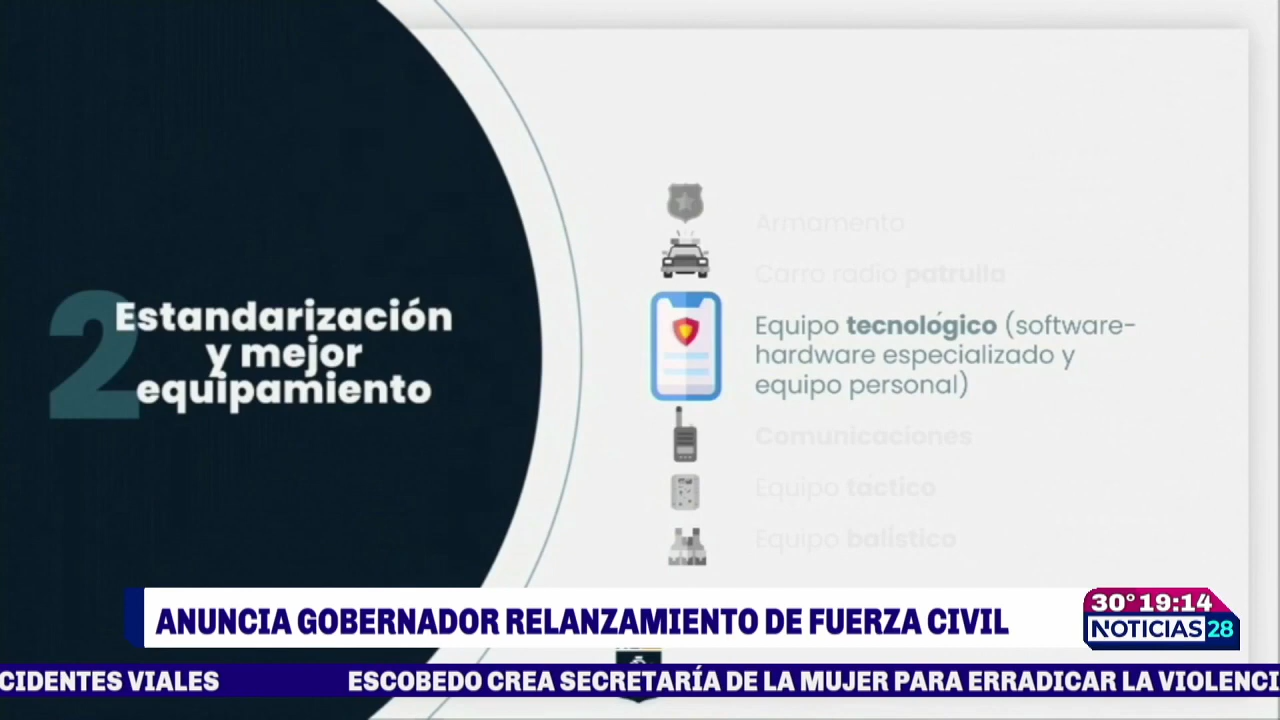 2
Estandarización
y mejor
equipamiento
Armamento
Carro radio patrulla
Equipo tecnológico (software-
hardware especializado y
equipo personal)
Comunicaciones
Equipo táctico
Equipo balístico
ANUNCIA GOBERNADOR RELANZAMIENTO DE FUERZA CIVIL
30° 19:14
NOTICIAS 28
CIDENTES VIALES
ESCOBEDO CREA SECRETARÍA DE LA MUJER PARA ERRADICAR LA VIOLENCI